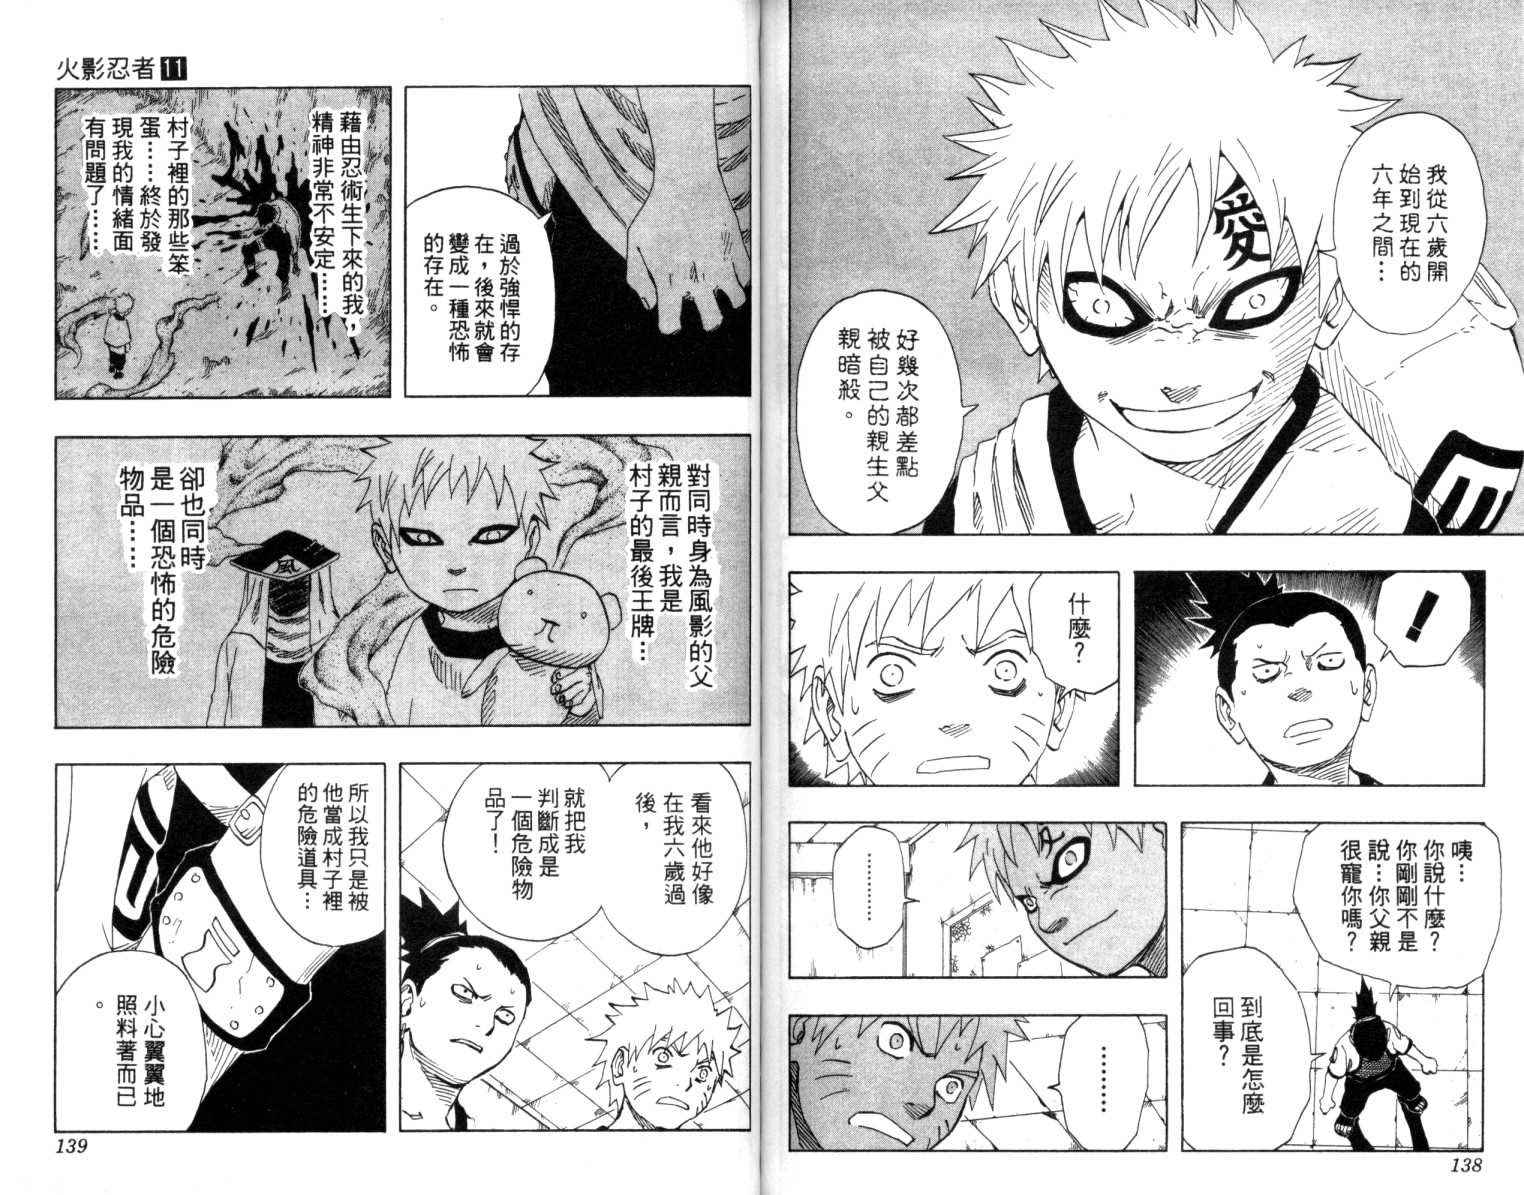 我從六歲開
始到現在的
六年之間…
愛
好幾次都差點
被自己的親生父
親暗殺。
！
什麼？
咦…
你說什麼？
你剛剛不是
說…你父親
很寵你嗎？
到底是怎麼
回事？
………
………
138
火影忍者11
過於強悍的存
在，後來就會
變成一種恐怖
的存在。
藉由忍術生下來的我，
精神非常不安定……
村子裡的那些笨
蛋……終於發
現我的情緒面
有問題了……
對同時身為風影的父
親而言，我是
村子的最後王牌…
風
卻也同時
是一個恐怖的危險
物品……
看來他好像
在我六歲過
後，
就把我
判斷成是
一個危險物
品了！
所以我只是被
他當成村子裡
的危險道具…
小心翼翼地
照料著而已
。
139